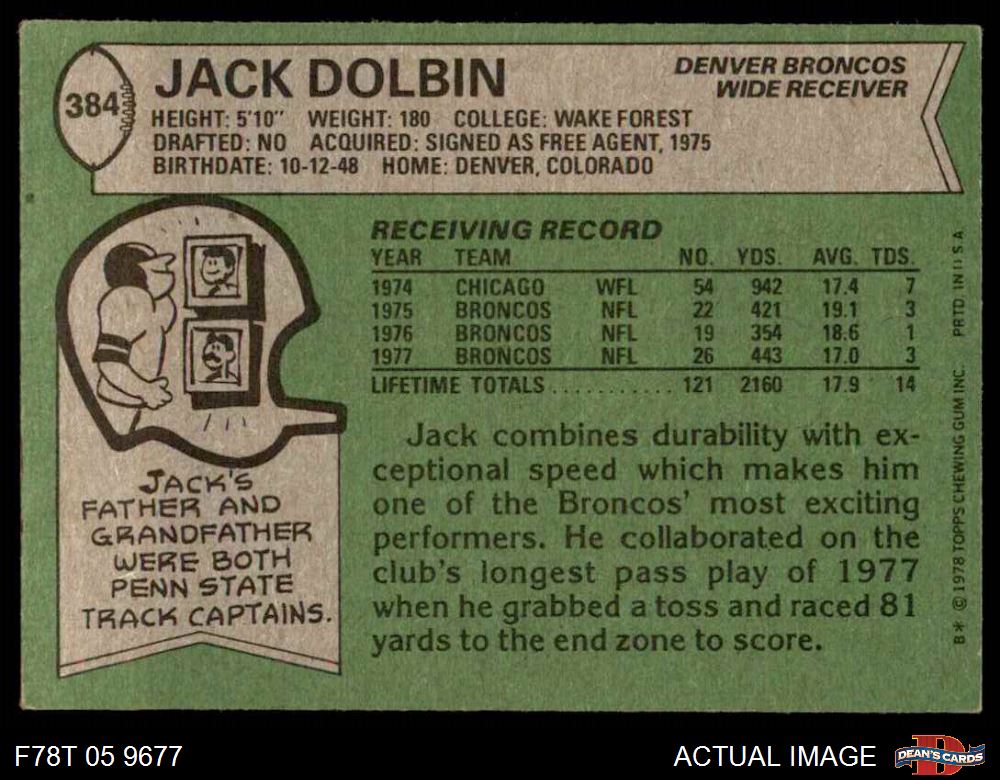 384
JACK DOLBIN
DENVER BRONCOS
WIDE RECEIVER
HEIGHT: 5'10" WEIGHT: 180 COLLEGE: WAKE FOREST
DRAFTED: NO ACQUIRED: SIGNED AS FREE AGENT, 1975
BIRTHDATE: 10-12-48 HOME: DENVER, COLORADO
RECEIVING RECORD
YEAR TEAM NO. YDS. AVG. TDS.
1974 CHICAGO WFL 54 942 17.4 7
1975 BRONCOS NFL 22 421 19.1 3
1976 BRONCOS NFL 19 354 18.6 1
1977 BRONCOS NFL 26 443 17.0 3
LIFETIME TOTALS........... 121 2160 17.9 14
JACK'S
FATHER AND
GRANDFATHER
WERE BOTH
PENN STATE
TRACK CAPTAINS.
Jack combines durability with ex-
ceptional speed which makes him
one of the Broncos' most exciting
performers. He collaborated on the
club's longest pass play of 1977
when he grabbed a toss and raced 81
yards to the end zone to score.
B* © 1978 TOPPS CHEWING GUM INC. PRTD. IN U.S.A.
F78T 05 9677
ACTUAL IMAGE
D
DEAN'S CARDS